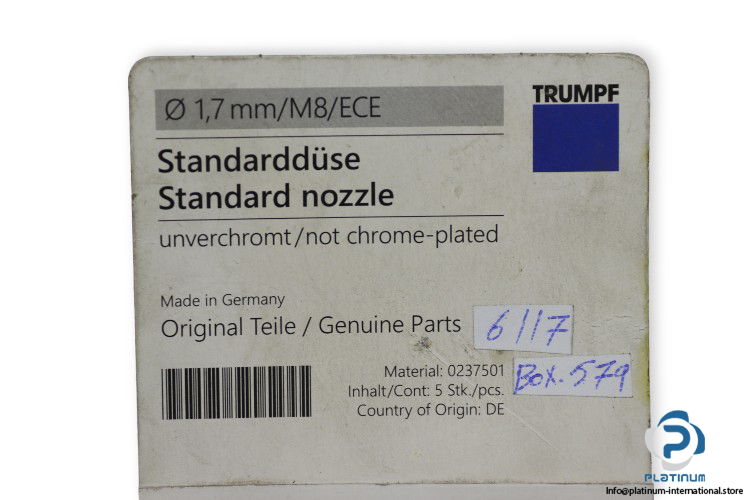 Ø 1,7 mm/M8/ECE
TRUMPF
Standarddüse
Standard nozzle
unverchromt/not chrome-plated
Made in Germany
Original Teile / Genuine Parts
6117
Material: 0237501
Inhalt/Cont: 5 Stk./pcs.
Country of Origin: DE
Box.579
PLATINUM
info@platinum-international.store